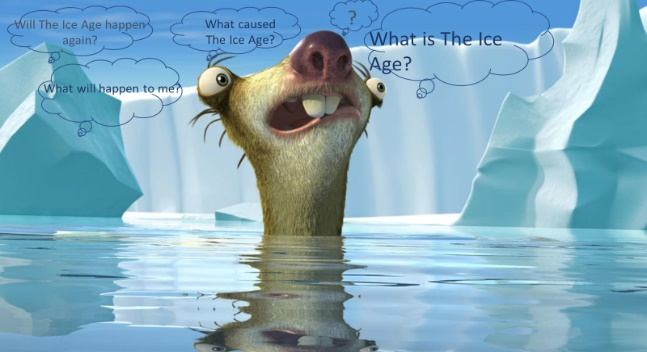 Will The Ice Age happen
again?
What caused
The Ice Age?
?
What is The Ice
Age?
What will happen to me?